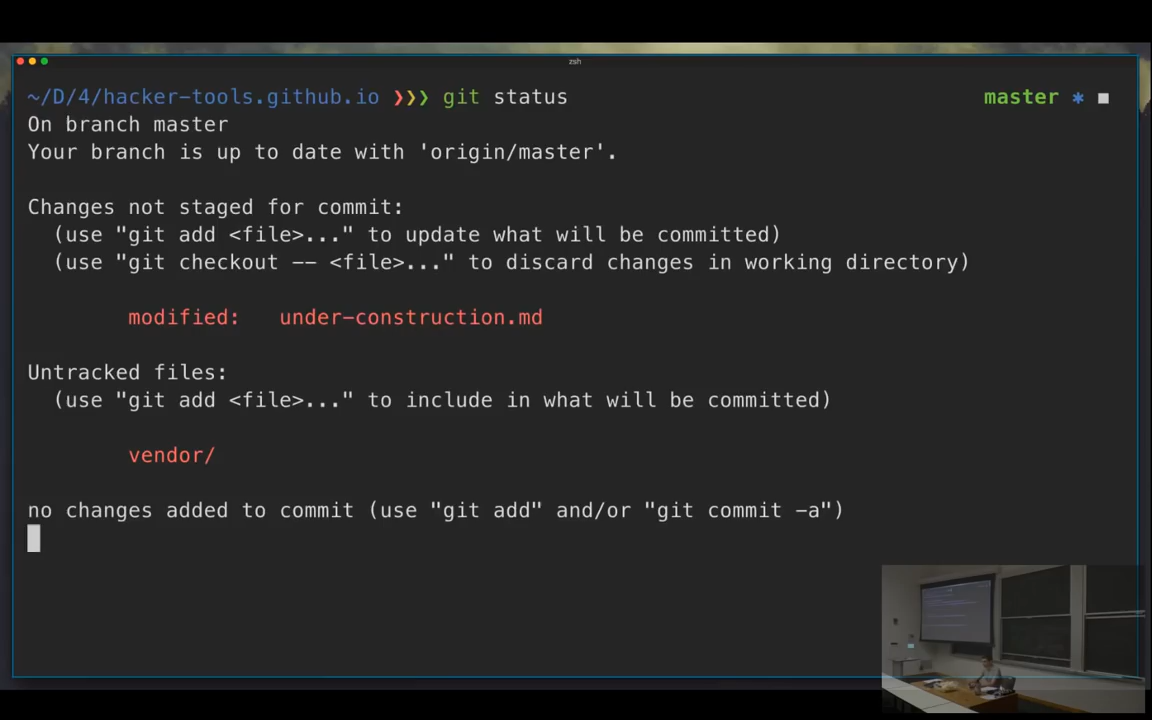 zsh
~/D/4/hacker-tools.github.io ❯❯❯ git status master * ■
On branch master
Your branch is up to date with 'origin/master'.
Changes not staged for commit:
(use "git add <file>..." to update what will be committed)
(use "git checkout -- <file>..." to discard changes in working directory)
modified: under-construction.md
Untracked files:
(use "git add <file>..." to include in what will be committed)
vendor/
no changes added to commit (use "git add" and/or "git commit -a")